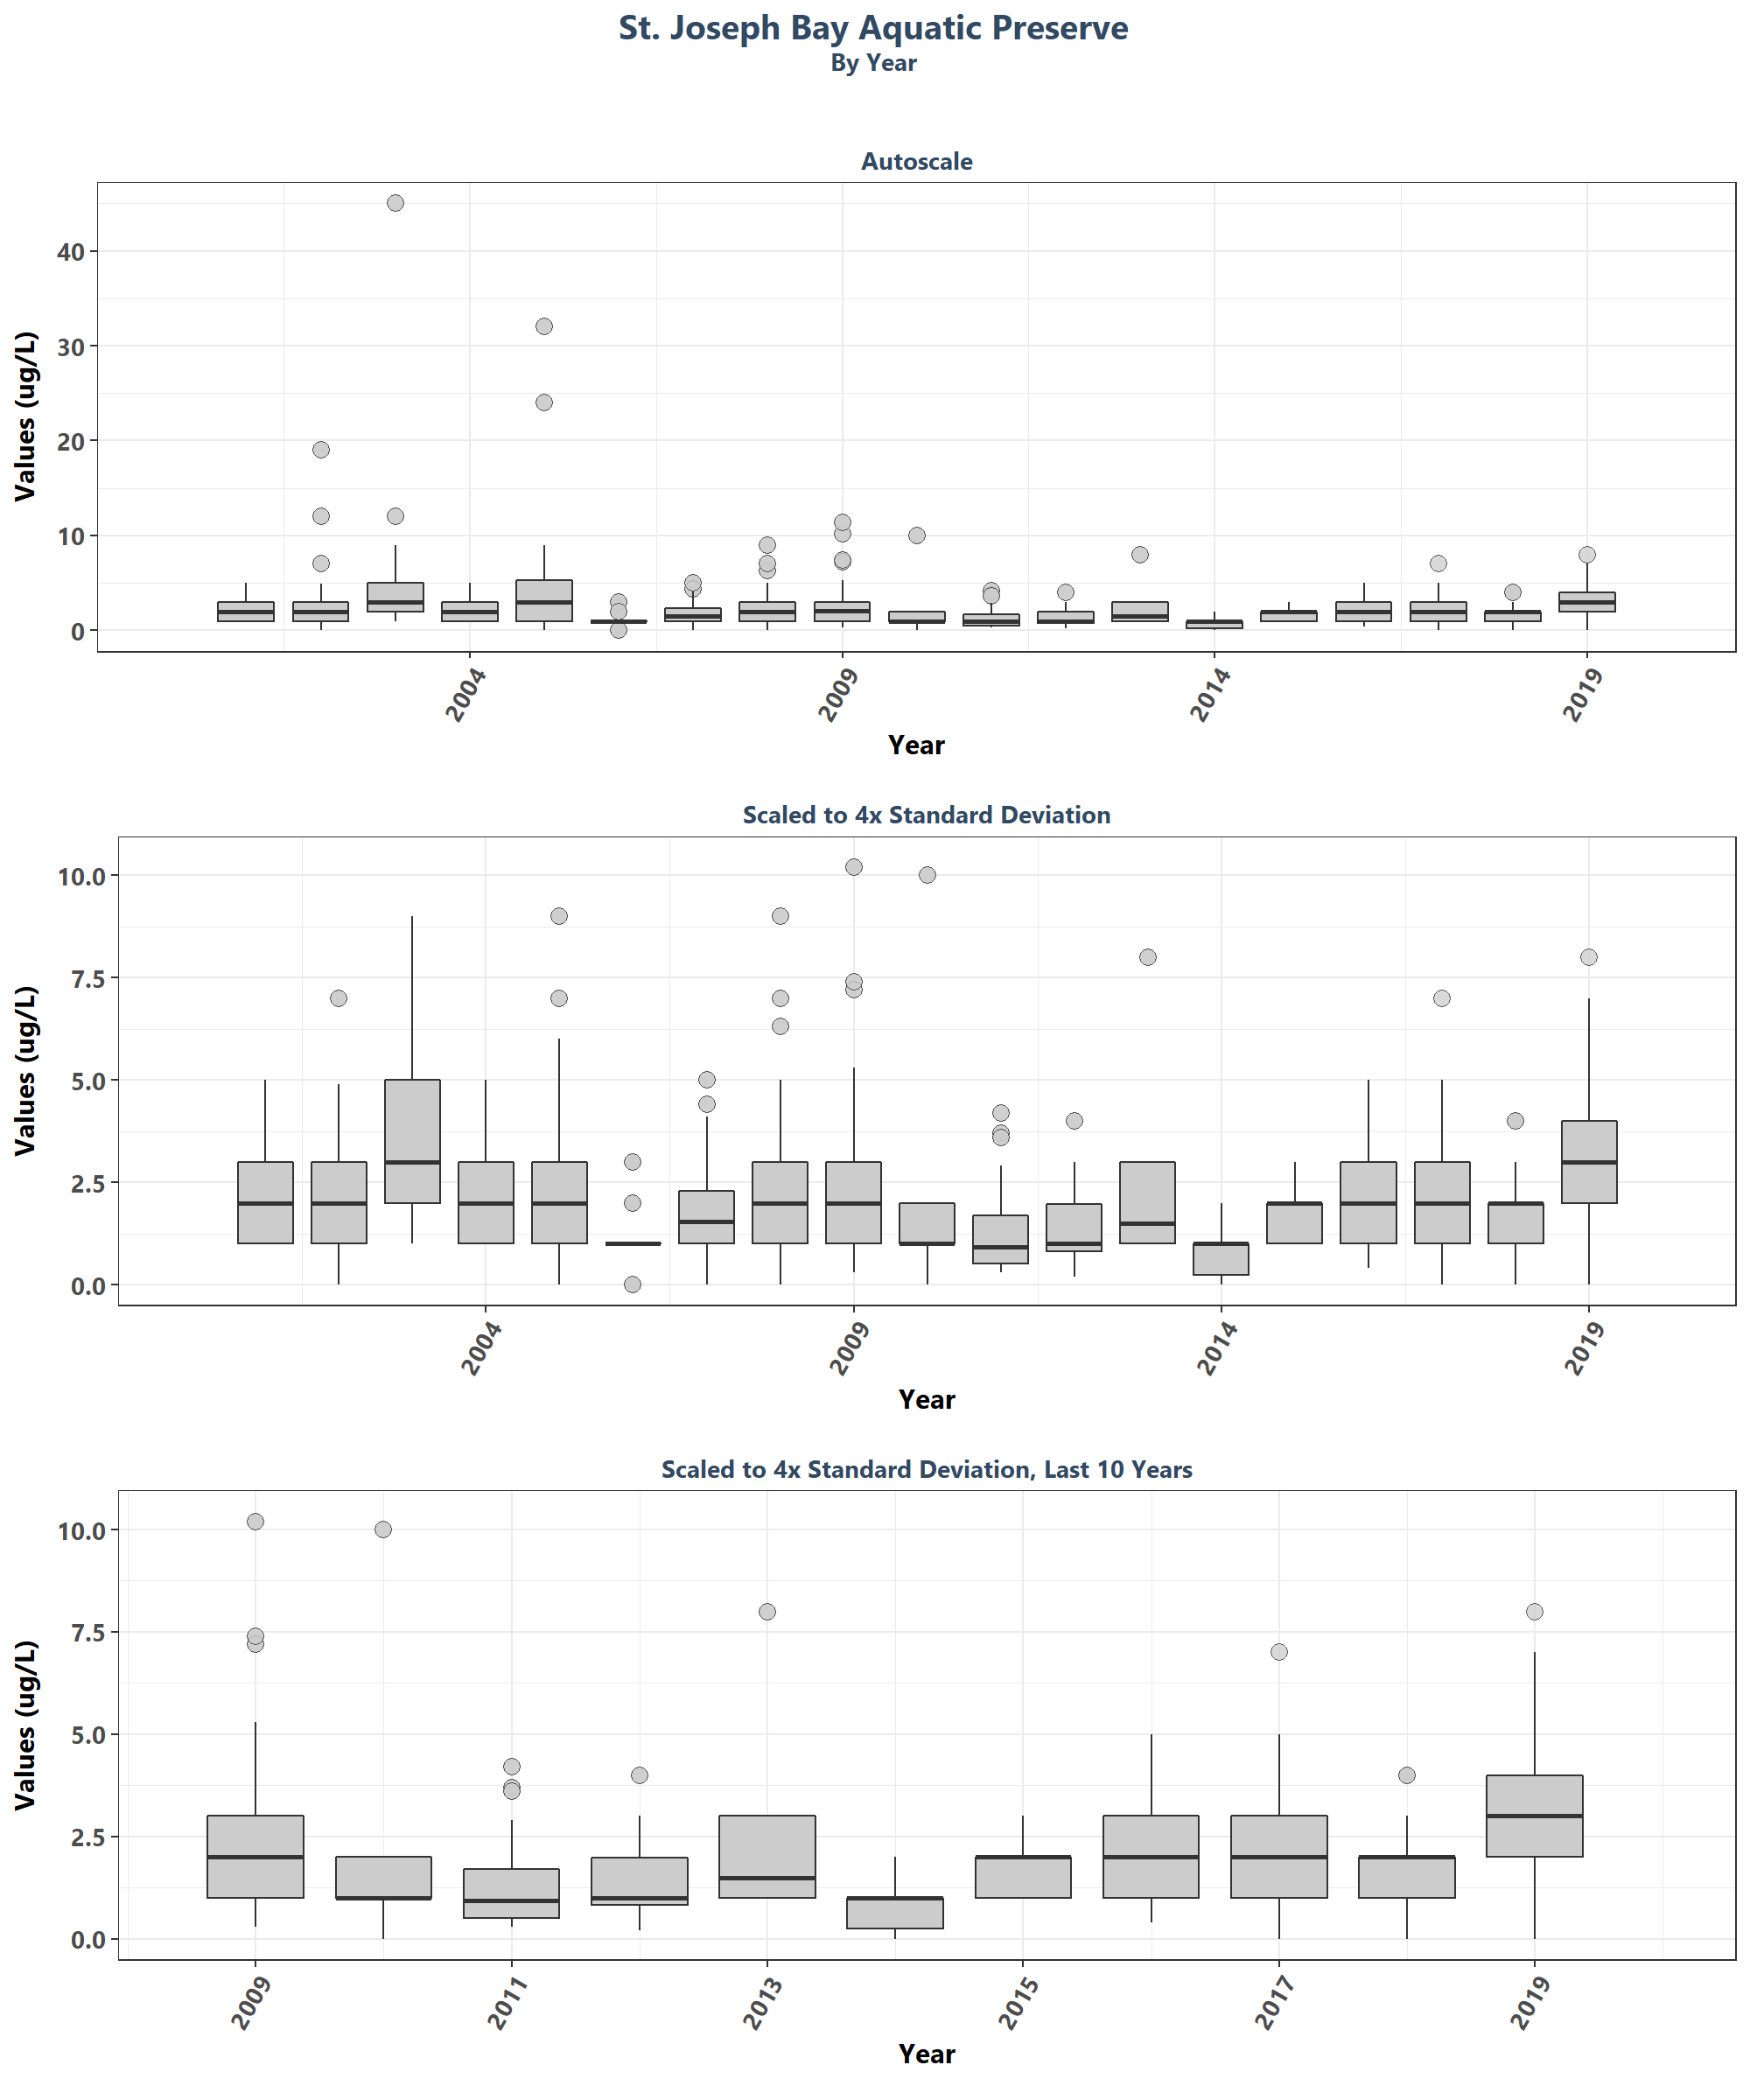 St. Joseph Bay Aquatic Preserve
By Year
Autoscale
Values (ug/L)
40
30
20
10
0
2004
2009
2014
2019
Year
Scaled to 4x Standard Deviation
Values (ug/L)
10.0
7.5
5.0
2.5
0.0
2004
2009
2014
2019
Year
Scaled to 4x Standard Deviation, Last 10 Years
Values (ug/L)
10.0
7.5
5.0
2.5
0.0
2009
2011
2013
2015
2017
2019
Year